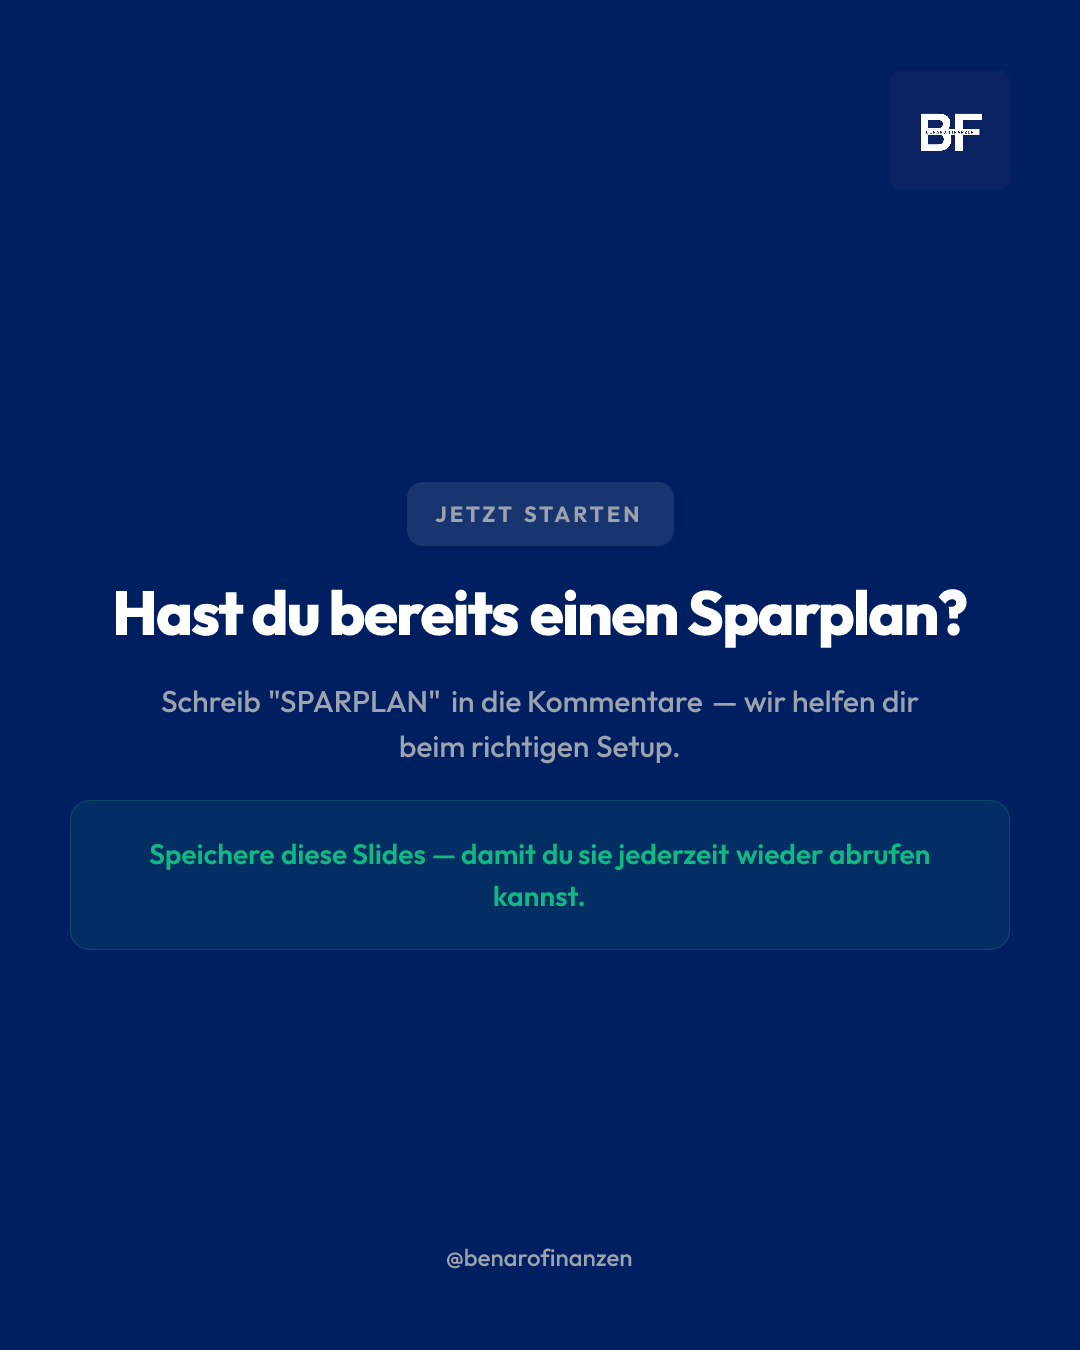 BF
JETZT STARTEN
Hast du bereits einen Sparplan?
Schreib "SPARPLAN" in die Kommentare — wir helfen dir
beim richtigen Setup.
Speichere diese Slides — damit du sie jederzeit wieder abrufen
kannst.
@benarofinanzen